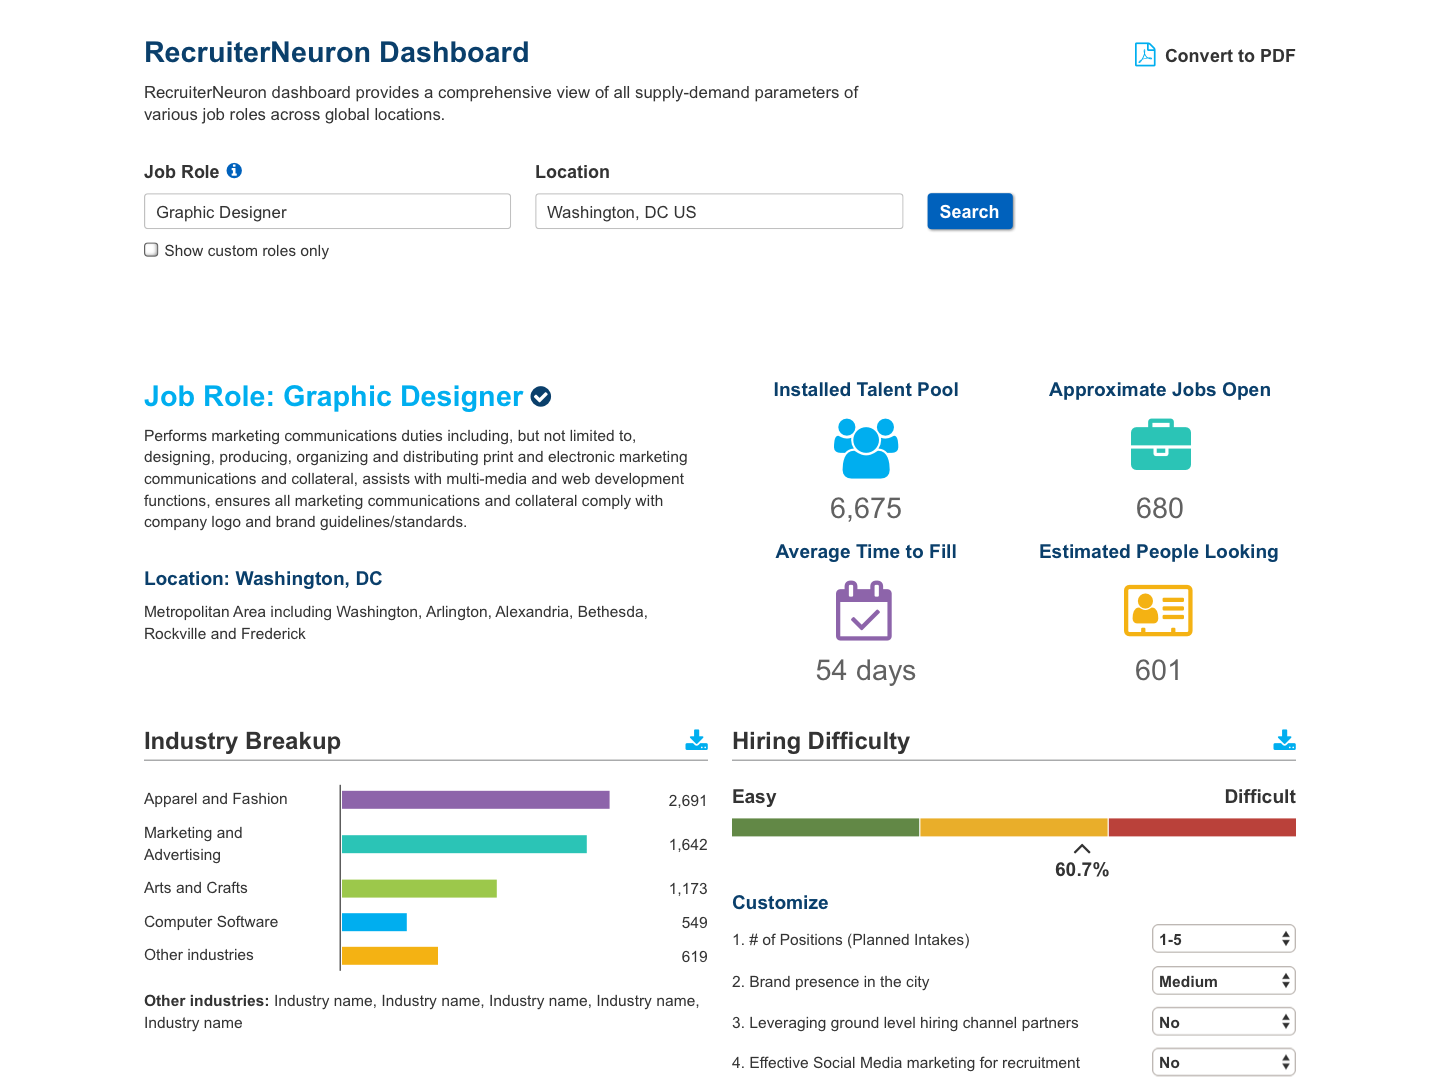 RecruiterNeuron Dashboard
Convert to PDF
RecruiterNeuron dashboard provides a comprehensive view of all supply-demand parameters of
various job roles across global locations.
Job Role
Location
Graphic Designer
Washington, DC US
Search
Show custom roles only
Job Role: Graphic Designer
Performs marketing communications duties including, but not limited to,
designing, producing, organizing and distributing print and electronic marketing
communications and collateral, assists with multi-media and web development
functions, ensures all marketing communications and collateral comply with
company logo and brand guidelines/standards.
Location: Washington, DC
Metropolitan Area including Washington, Arlington, Alexandria, Bethesda,
Rockville and Frederick
Installed Talent Pool
6,675
Approximate Jobs Open
680
Average Time to Fill
54 days
Estimated People Looking
601
Industry Breakup
Apparel and Fashion 2,691
Marketing and
Advertising 1,642
Arts and Crafts 1,173
Computer Software 549
Other industries 619
Other industries: Industry name, Industry name, Industry name, Industry name,
Industry name
Hiring Difficulty
Easy Difficult
60.7%
Customize
1. # of Positions (Planned Intakes) 1-5
2. Brand presence in the city Medium
3. Leveraging ground level hiring channel partners No
4. Effective Social Media marketing for recruitment No